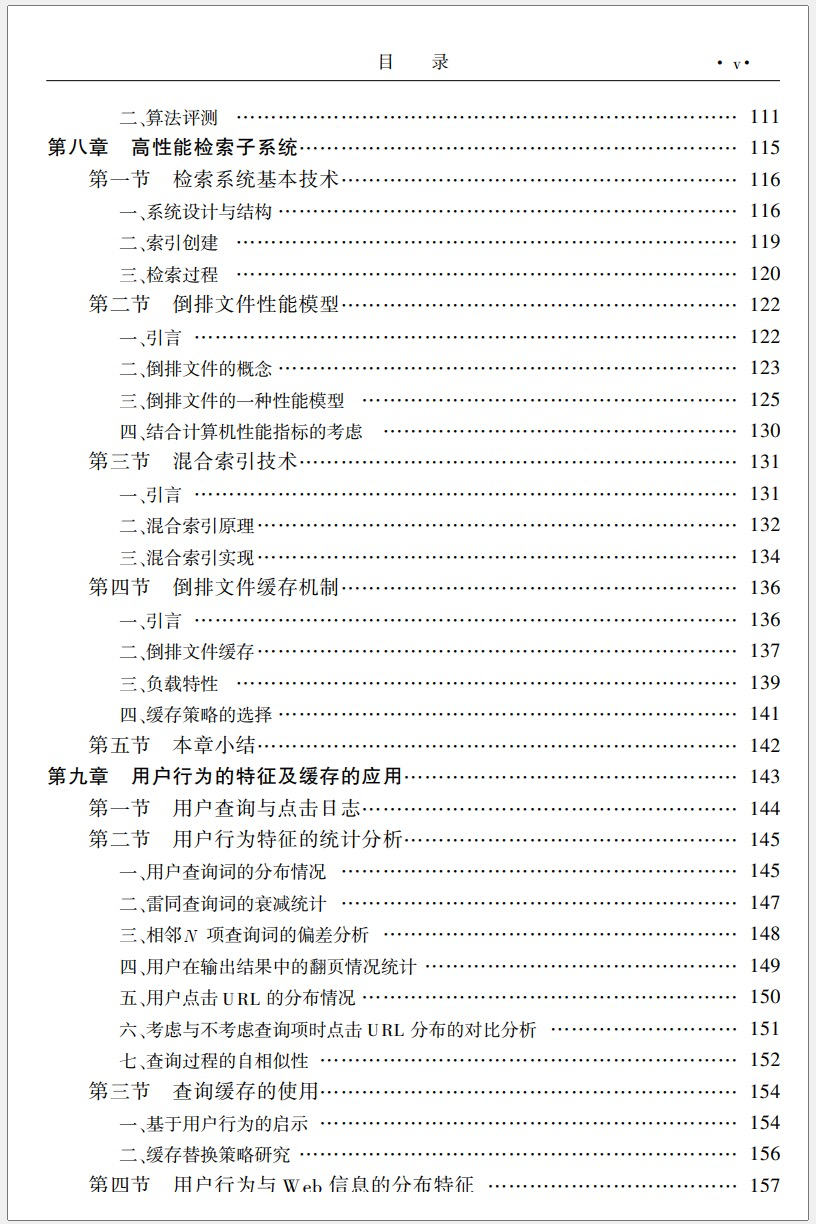 目 录 • v•
二、算法评测 …………………………………………………………… 111
第八章 高性能检索子系统…………………………………………………… 115
第一节 检索系统基本技术……………………………………………… 116
一、系统设计与结构 ……………………………………………………… 116
二、索引创建 …………………………………………………………… 119
三、检索过程 …………………………………………………………… 120
第二节 倒排文件性能模型……………………………………………… 122
一、引言 ………………………………………………………………… 122
二、倒排文件的概念 ……………………………………………………… 123
三、倒排文件的一种性能模型 …………………………………………… 125
四、结合计算机性能指标的考虑 ………………………………………… 130
第三节 混合索引技术…………………………………………………… 131
一、引言 ………………………………………………………………… 131
二、混合索引原理………………………………………………………… 132
三、混合索引实现………………………………………………………… 134
第四节 倒排文件缓存机制……………………………………………… 136
一、引言 ………………………………………………………………… 136
二、倒排文件缓存………………………………………………………… 137
三、负载特性 …………………………………………………………… 139
四、缓存策略的选择 ……………………………………………………… 141
第五节 本章小结………………………………………………………… 142
第九章 用户行为的特征及缓存的应用……………………………………… 143
第一节 用户查询与点击日志…………………………………………… 144
第二节 用户行为特征的统计分析……………………………………… 145
一、用户查询词的分布情况 ……………………………………………… 145
二、雷同查询词的衰减统计 ……………………………………………… 147
三、相邻 N 项查询词的偏差分析 ………………………………………… 148
四、用户在输出结果中的翻页情况统计 ………………………………… 149
五、用户点击 URL 的分布情况 …………………………………………… 150
六、考虑与不考虑查询项时点击 URL 分布的对比分析 ………………… 151
七、查询过程的自相似性 ………………………………………………… 152
第三节 查询缓存的使用………………………………………………… 154
一、基于用户行为的启示 ………………………………………………… 154
二、缓存替换策略研究 …………………………………………………… 156
第四节 用户行为与 Web 信息的分布特征 …………………………… 157